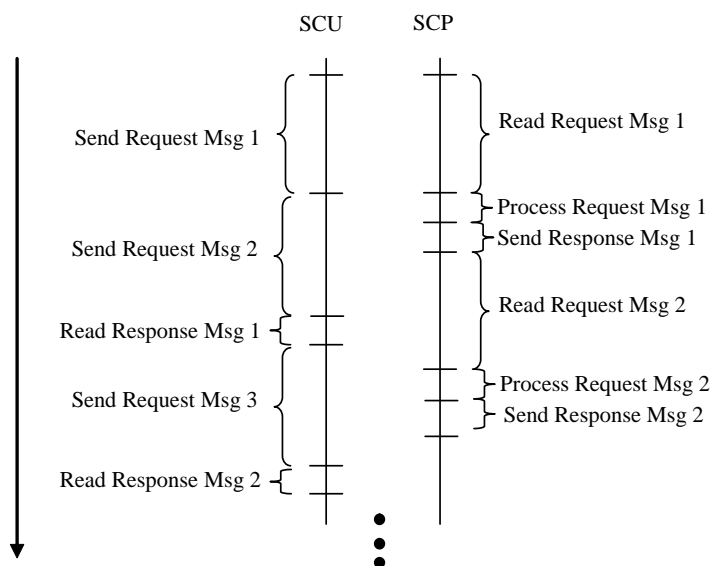 SCU
SCP
Send Request Msg 1
Read Request Msg 1
Process Request Msg 1
Send Response Msg 1
Send Request Msg 2
Read Request Msg 2
Read Response Msg 1
Process Request Msg 2
Send Request Msg 3
Send Response Msg 2
Read Response Msg 2